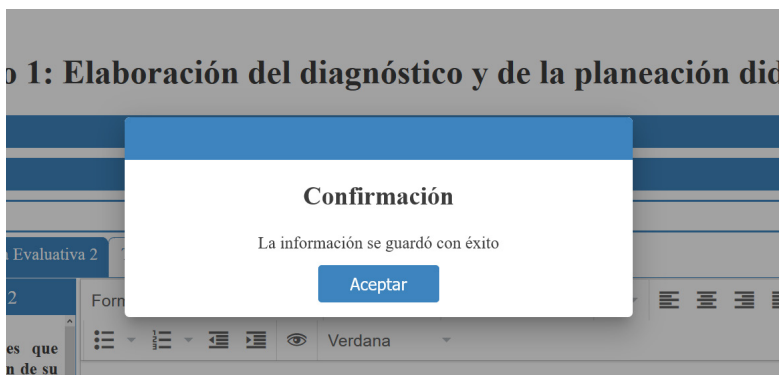 o 1: Elaboración del diagnóstico y de la planeación did
Confirmación
La información se guardó con éxito
Aceptar
Evaluativa 2
2
Form
Verdana
es que
n de su